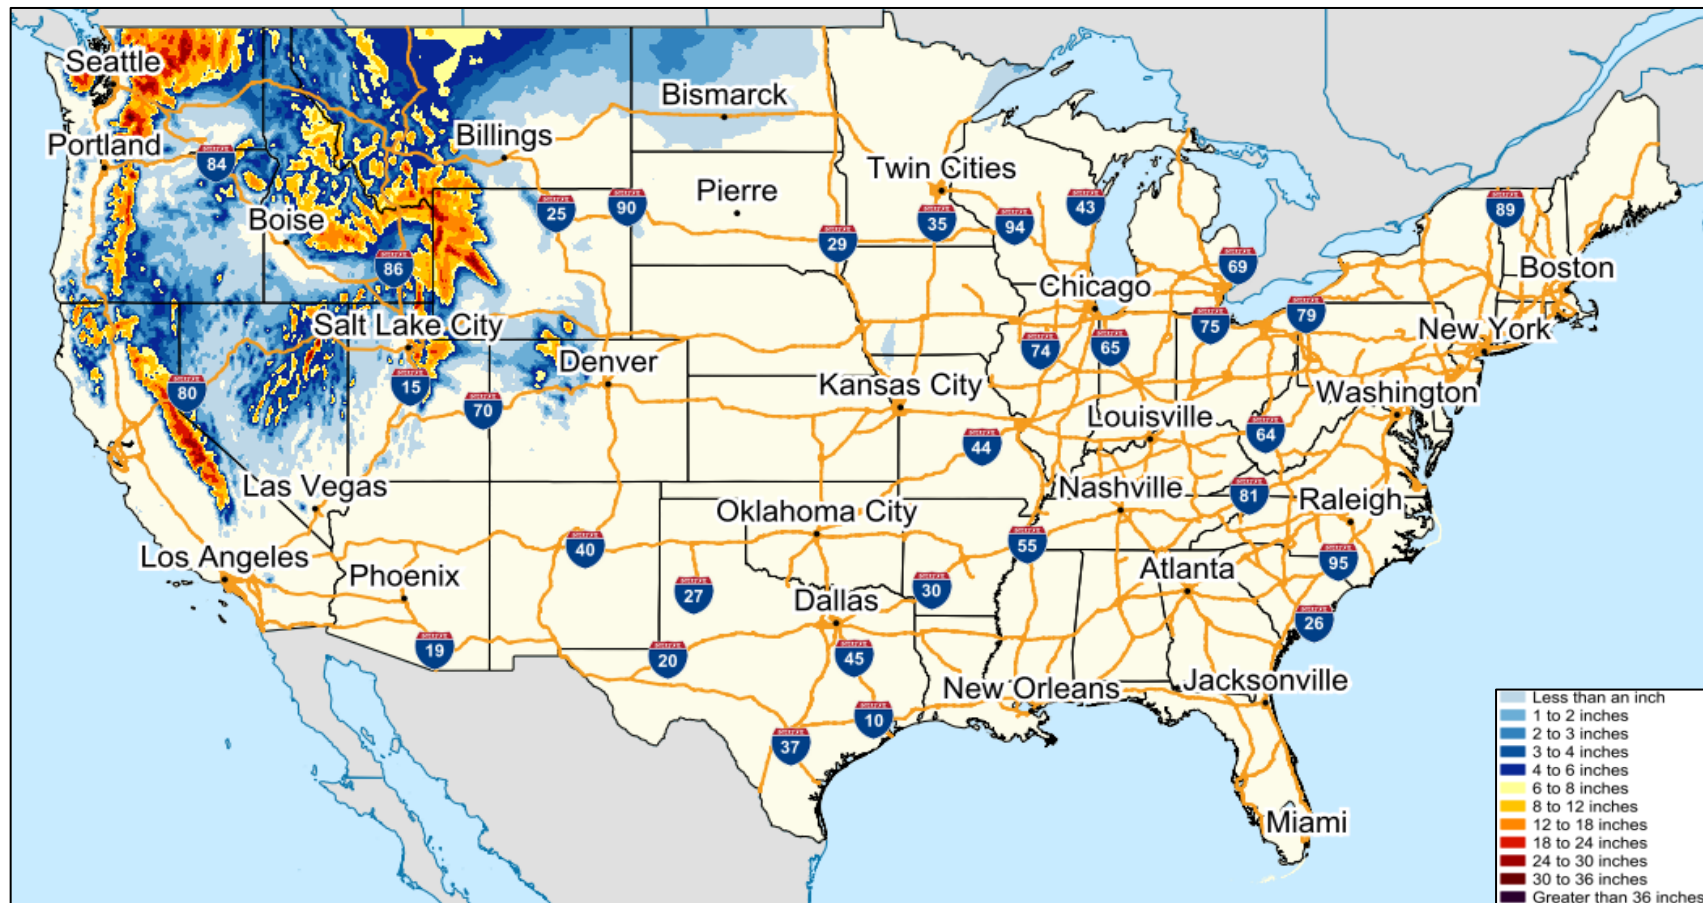 Seattle
Bismarck
Portland
Billings
84
Twin Cities
Pierre
25
90
43
89
Boise
35
94
29
86
69
Boston
Chicago
Salt Lake City
79
75
New York
Denver
74
65
80
15
Kansas City
Washington
70
Louisville
64
44
Las Vegas
Nashville
81
Raleigh
Oklahoma City
55
40
Los Angeles
95
Phoenix
Atlanta
27
30
Dallas
26
19
20
45
New Orleans
Jacksonville
10
37
Miami
Less than an inch
1 to 2 inches
2 to 3 inches
3 to 4 inches
4 to 6 inches
6 to 8 inches
8 to 12 inches
12 to 18 inches
18 to 24 inches
24 to 30 inches
30 to 36 inches
Greater than 36 inches